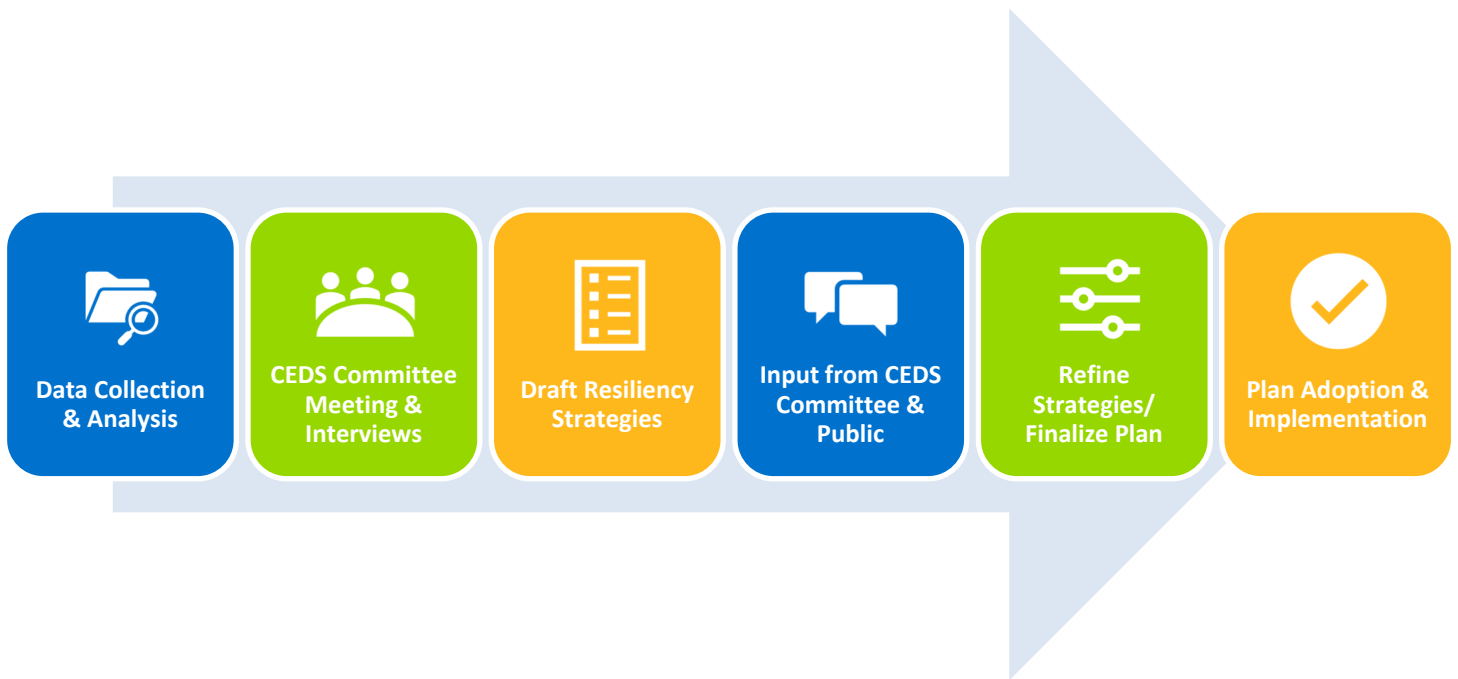 Data Collection
& Analysis
CEDS Committee
Meeting &
Interviews
Draft Resiliency
Strategies
Input from CEDS
Committee &
Public
Refine
Strategies/
Finalize Plan
Plan Adoption &
Implementation